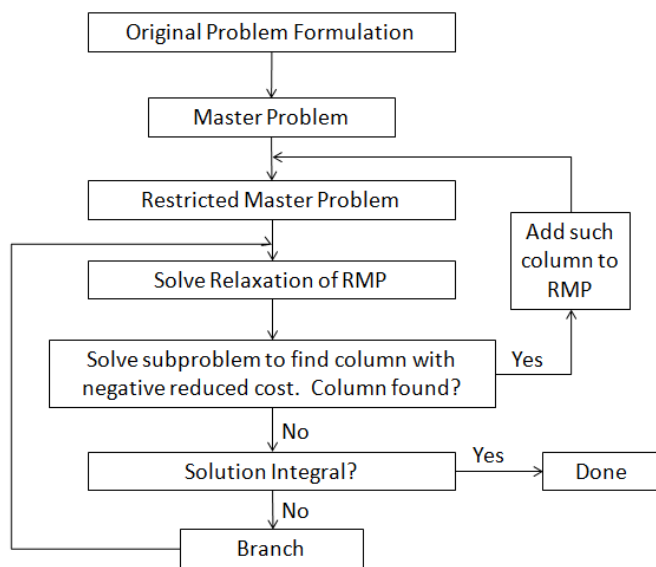 Original Problem Formulation
Master Problem
Restricted Master Problem
Add such
column to
RMP
Solve Relaxation of RMP
Solve subproblem to find column with
negative reduced cost.  Column found?
Yes
No
Solution Integral?
Yes
Done
No
Branch